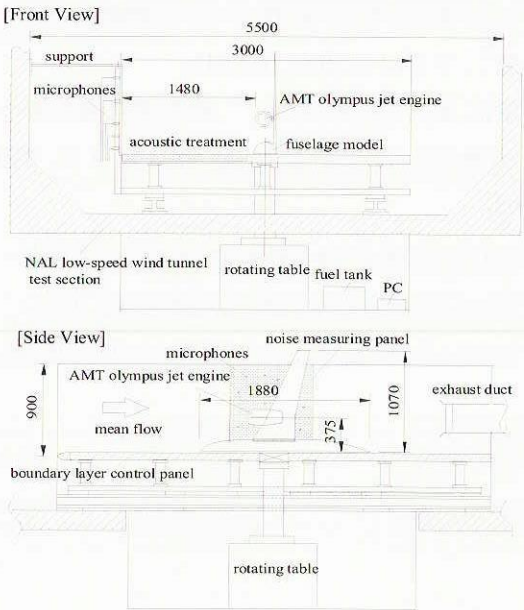 [Front View]
5500
support
3000
microphones
1480
AMT olympus jet engine
acoustic treatment
fuselage model
NAL low-speed wind tunnel
test section
rotating table
fuel tank
PC
[Side View]
noise measuring panel
microphones
AMT olympus jet engine
1880
900
1070
exhaust duct
mean flow
375
boundary layer control panel
rotating table